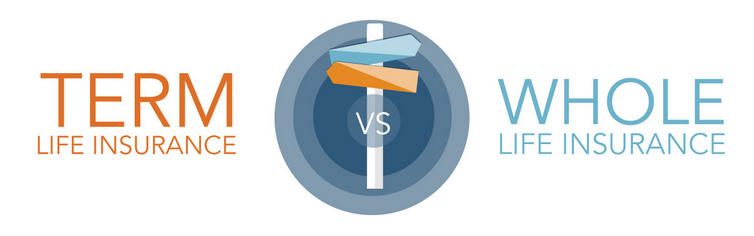 TERM
LIFE INSURANCE
VS
WHOLE
LIFE INSURANCE